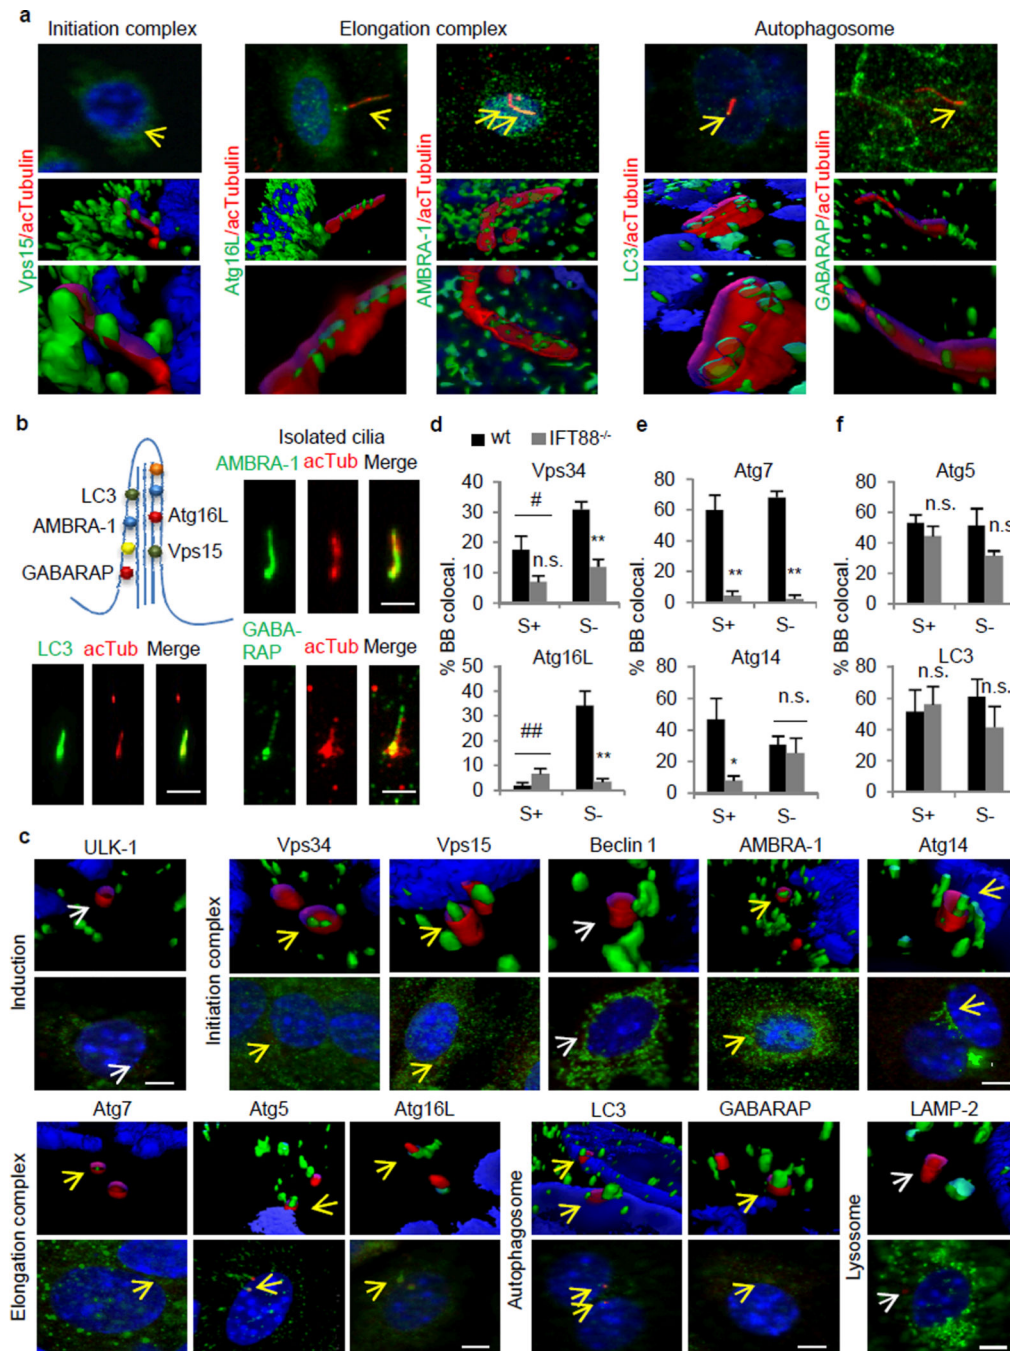 a
Initiation complex
Elongation complex
Autophagosome
Vps15/acTubulin
Atg16L/acTubulin
AMBRA-1/acTubulin
LC3/acTubulin
GABARAP/acTubulin
b
LC3
AMBRA-1
GABARAP
Atg16L
Vps15
Isolated cilia
AMBRA-1 acTub Merge
LC3 acTub Merge
GABA-
RAP
acTub Merge
d
wt
IFT88-/-
e
f
% BB colocal.
Vps34
40
30
20
10
0
#
n.s.
**
S+ S-
Atg16L
40
30
20
10
0
##
**
S+ S-
% BB colocal.
Atg7
80
60
40
20
0
**
**
S+ S-
Atg14
80
60
40
20
0
*
n.s.
S+ S-
Atg5
80
60
40
20
0
n.s.
n.s
S+ S-
LC3
80
60
40
20
0
n.s.
n.s.
S+ S-
c
Induction
ULK-1
Initiation complex
Vps34
Vps15
Beclin 1
AMBRA-1
Atg14
Elongation complex
Atg7
Atg5
Atg16L
Autophagosome
LC3
GABARAP
Lysosome
LAMP-2